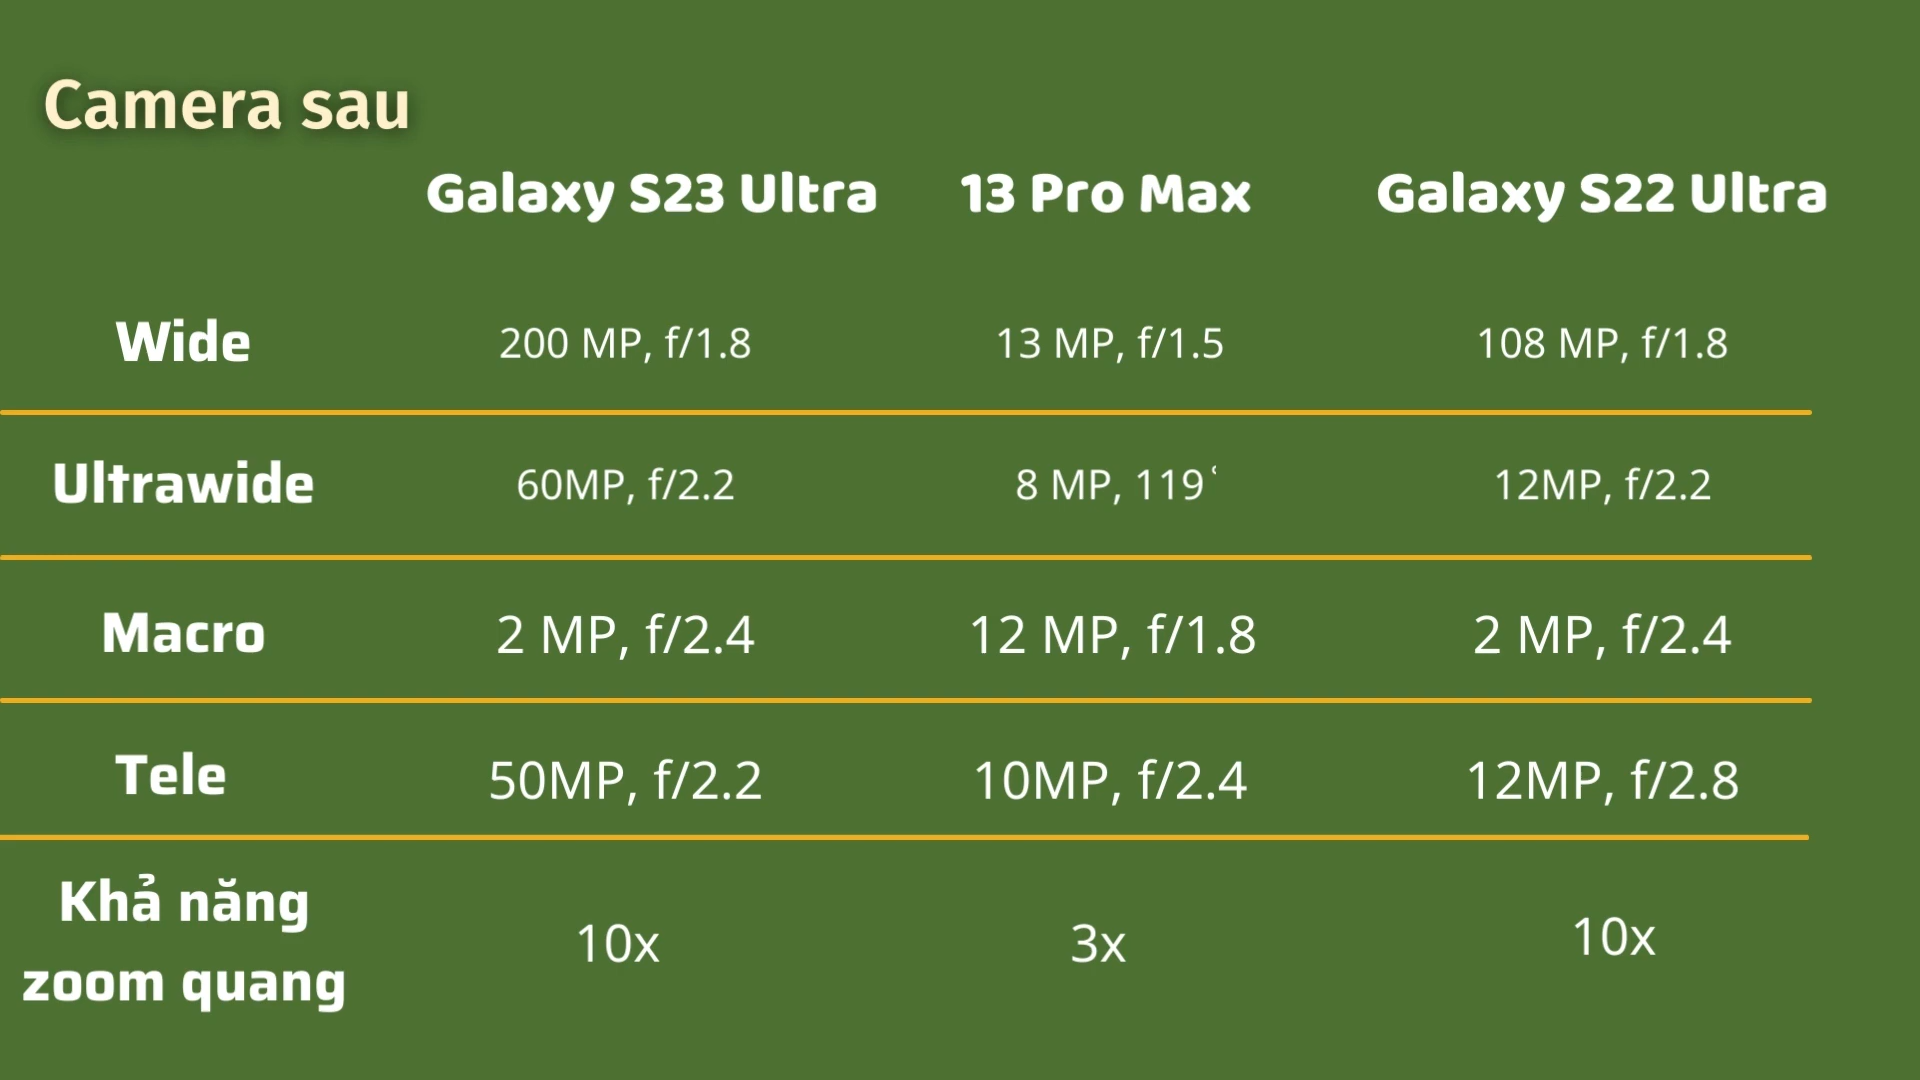 Camera sau
Galaxy S23 Ultra 13 Pro Max Galaxy S22 Ultra
Wide 200 MP, f/1.8 13 MP, f/1.5 108 MP, f/1.8
Ultrawide 60MP, f/2.2 8 MP, 119˛ 12MP, f/2.2
Macro 2 MP, f/2.4 12 MP, f/1.8 2 MP, f/2.4
Tele 50MP, f/2.2 10MP, f/2.4 12MP, f/2.8
Khả năng
zoom quang 10x 3x 10x